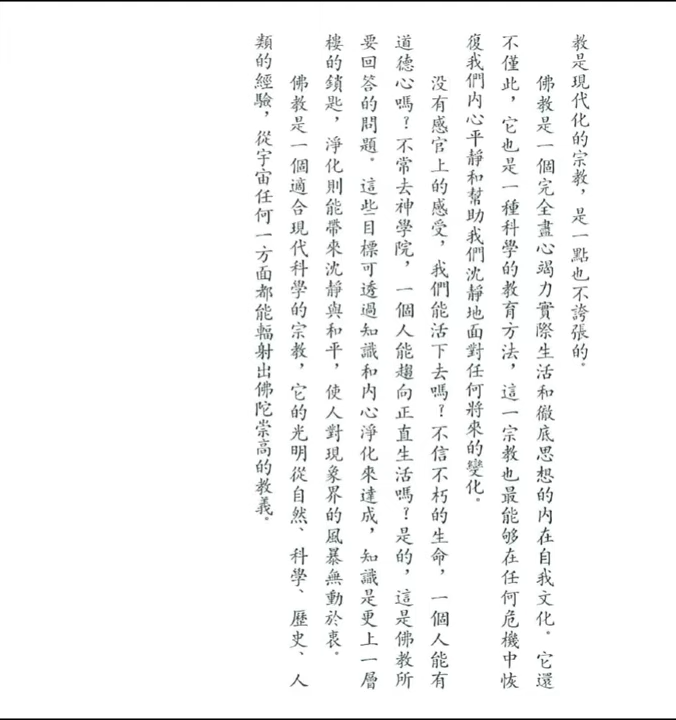 教是現代化的宗教，是一點也不誇張的。
佛教是一個完全盡心竭力實際生活和徹底思想的內在自我文化。它還
不僅此，它也是一種科學的教育方法，這一宗教也最能够在任何危機中恢
復我們內心平靜和幫助我們沈靜地面對任何將來的變化。
没有感官上的感受，我們能活下去嗎？不信不朽的生命，一個人能有
道德心嗎？不常去神學院，一個人能趨向正直生活嗎？是的，這是佛教所
要回答的問題。這些目標可透過知識和內心淨化來達成，知識是更上一層
樓的鎖匙，淨化則能帶來沈靜與和平，使人對現象界的風暴無動於衷。
佛教是一個適合現代科學的宗教，它的光明從自然、科學、歷史、人
類的經驗，從宇宙任何一方面都能輻射出佛陀崇高的教義。